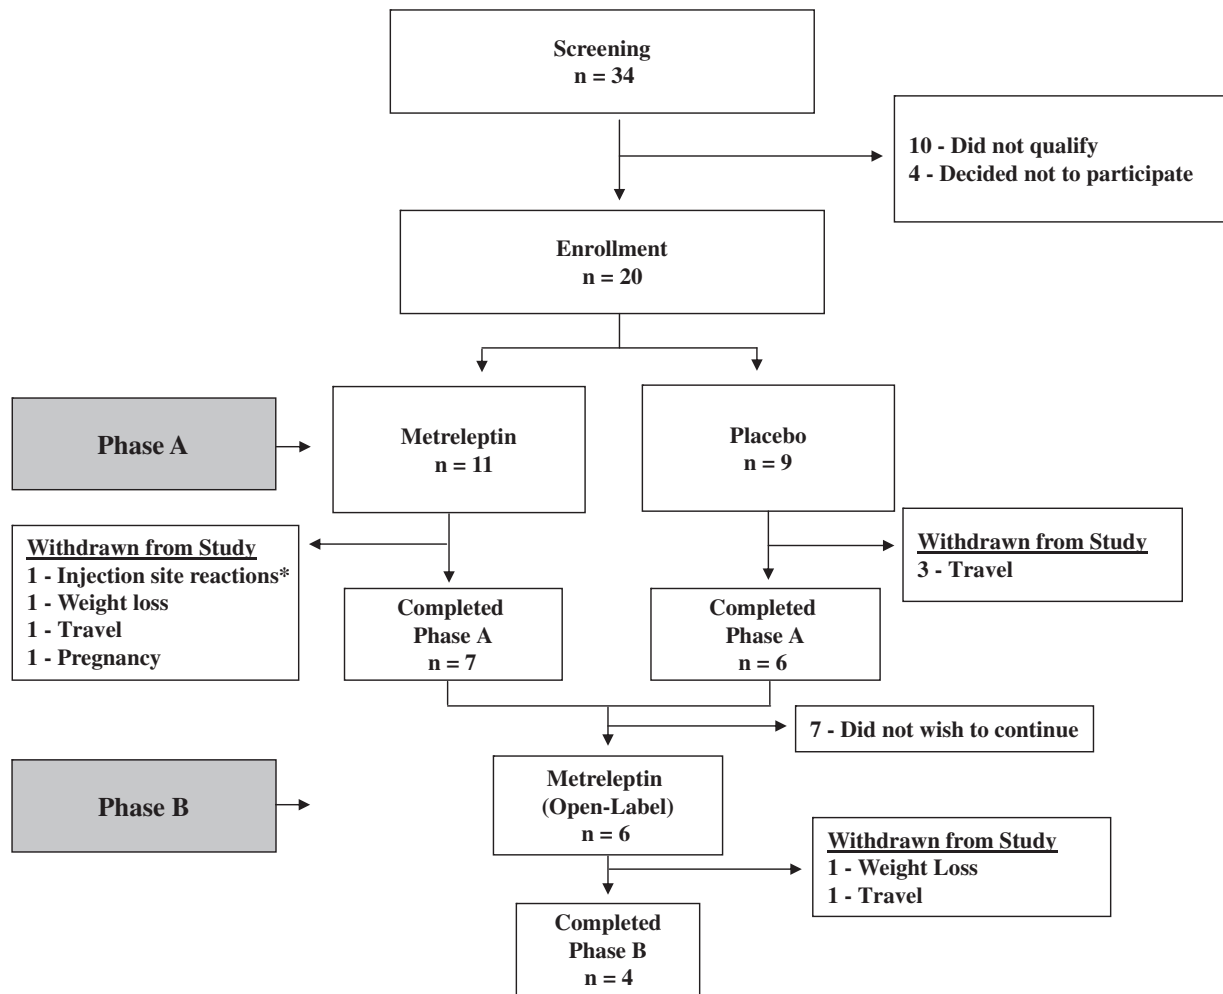 Screening
n = 34
10 - Did not qualify
4 - Decided not to participate
Enrollment
n = 20
Phase A
Metreleptin
n = 11
Placebo
n = 9
Withdrawn from Study
1 - Injection site reactions*
1 - Weight loss
1 - Travel
1 - Pregnancy
Withdrawn from Study
3 - Travel
Completed
Phase A
n = 7
Completed
Phase A
n = 6
7 - Did not wish to continue
Phase B
Metreleptin
(Open-Label)
n = 6
Withdrawn from Study
1 - Weight Loss
1 - Travel
Completed
Phase B
n = 4